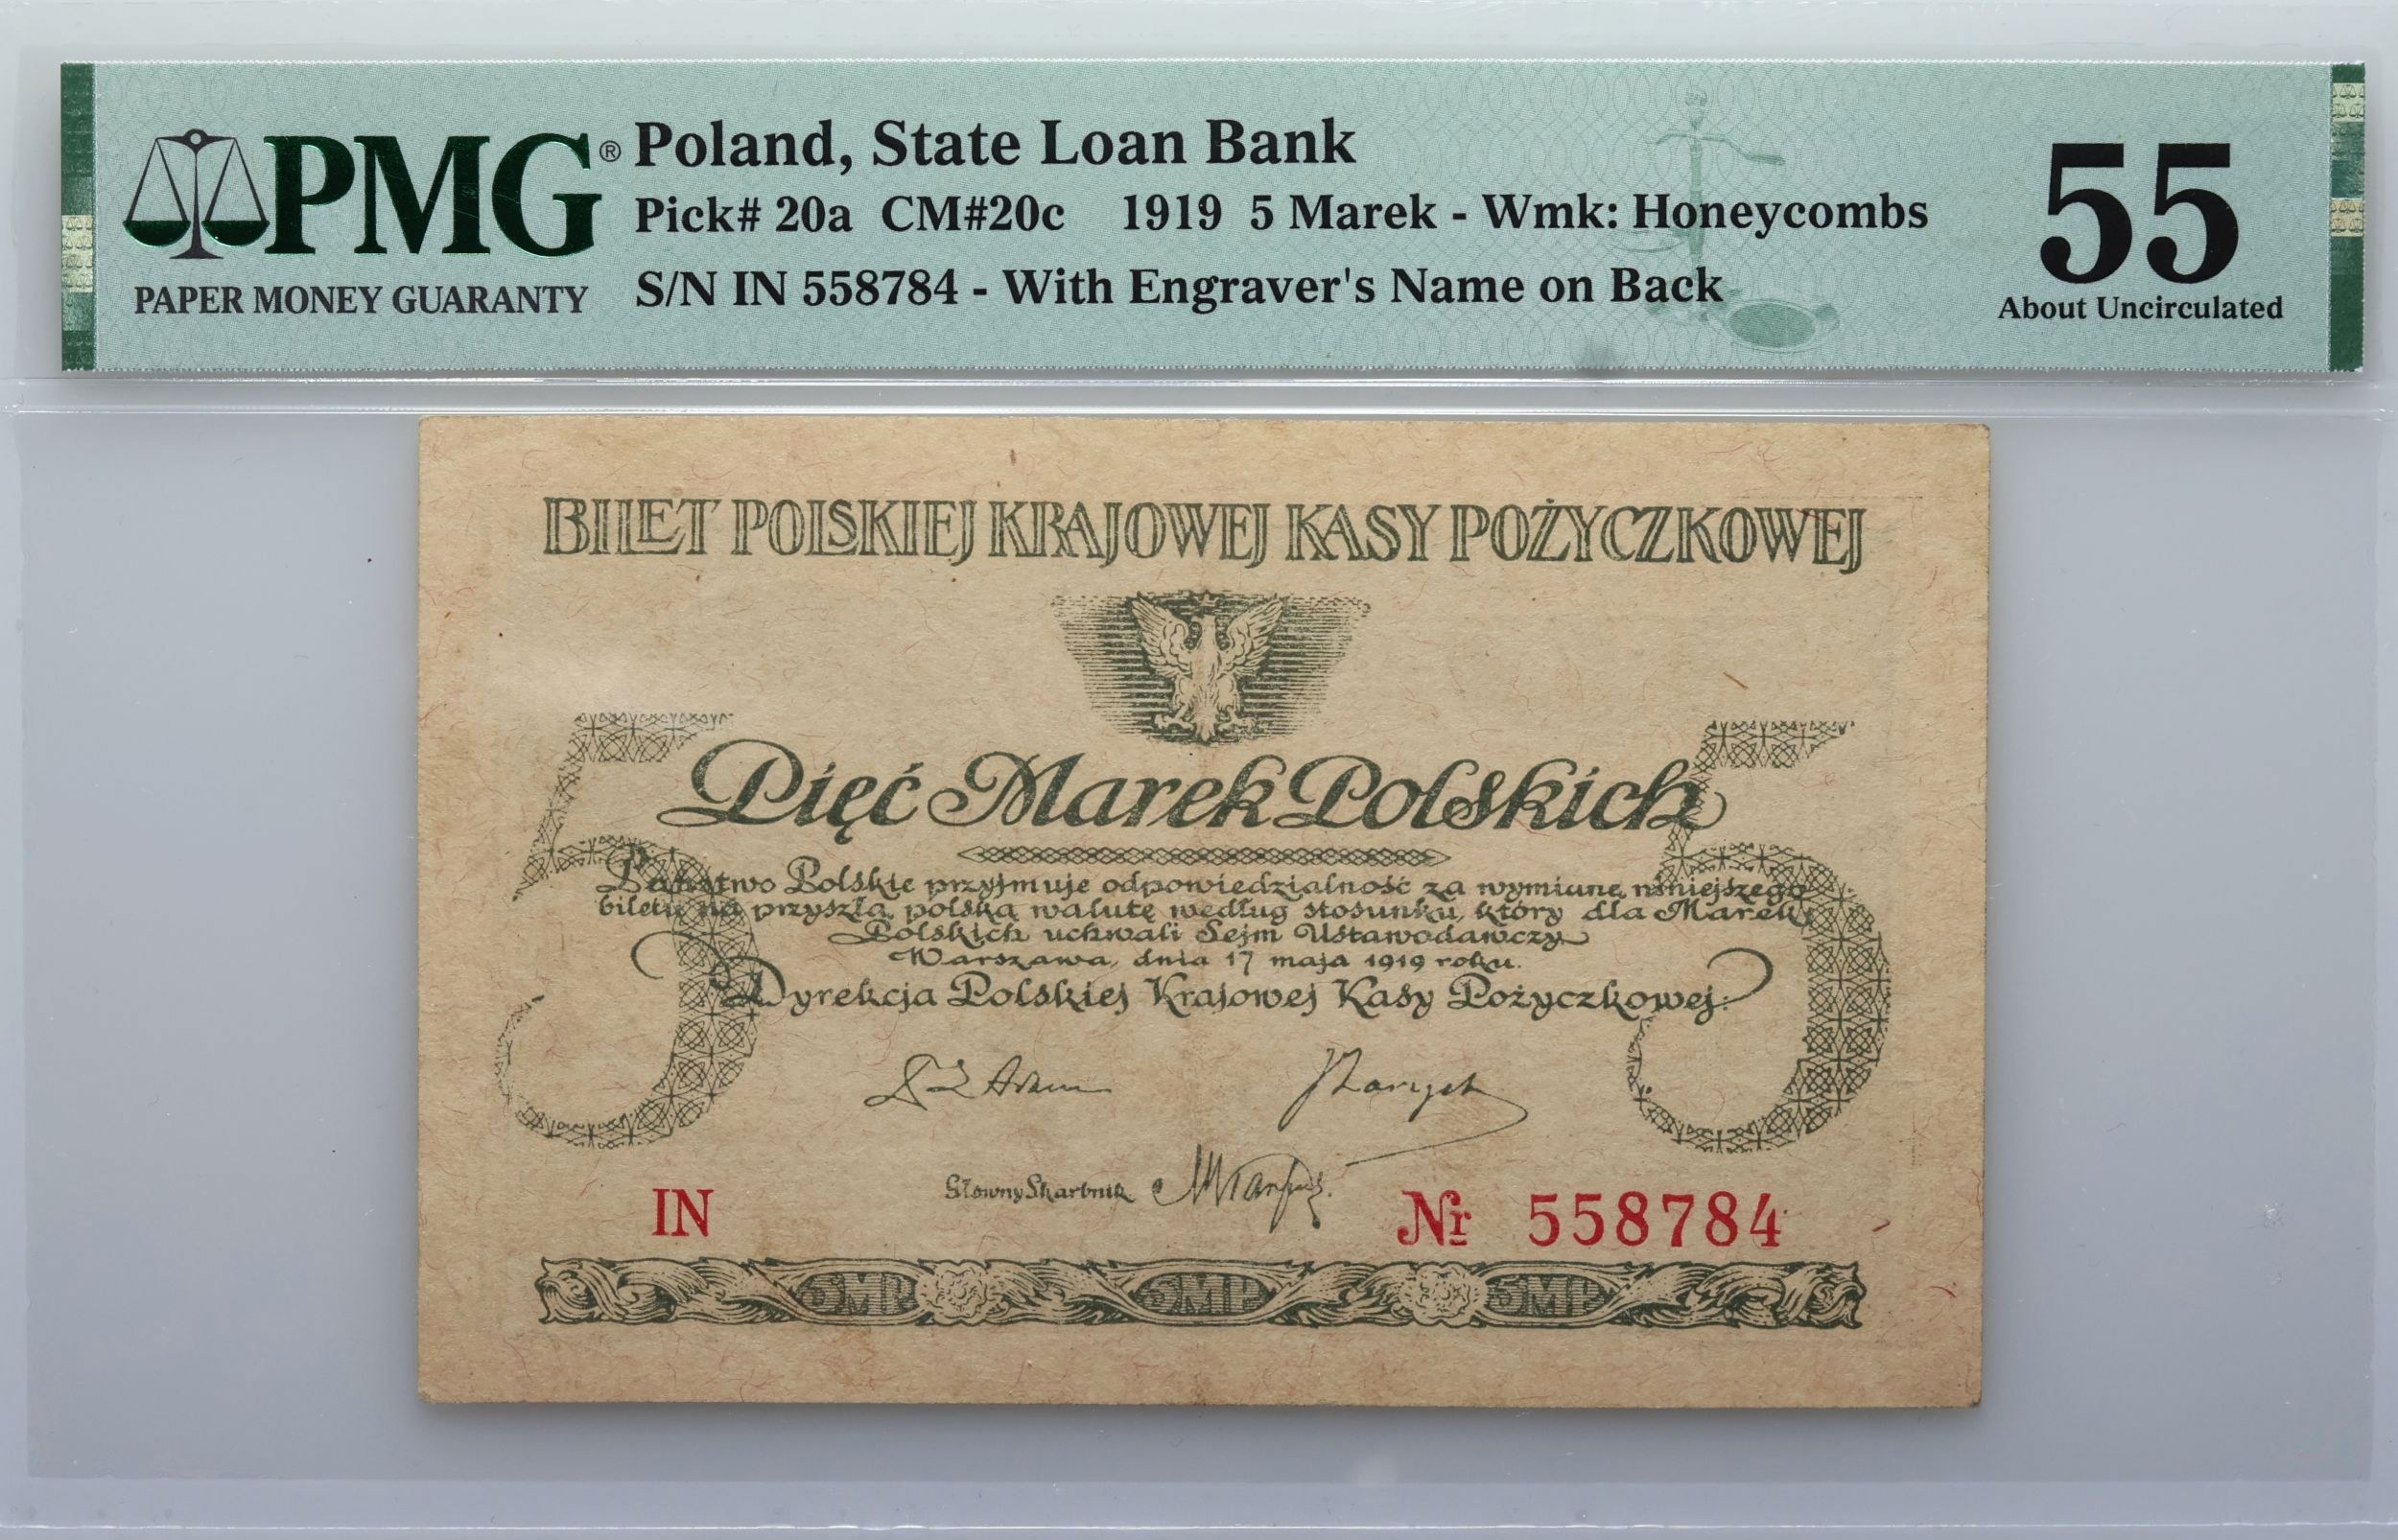 PMG®
PAPER MONEY GUARANTY
Poland, State Loan Bank
Pick# 20a CM#20c 1919 5 Marek - Wmk: Honeycombs
S/N IN 558784 - With Engraver's Name on Back
55
About Uncirculated
BILET POLSKIEJ KRAJOWEJ KASY POŻYCZKOWEJ
5 Pięć Marek Polskich 5
Państwo Polskie przyjmuje odpowiedzialność za wymianę niniejszego
biletu na przyszłą polską walutę według stosunku, który dla Marek
Polskich uchwali Sejm Ustawodawczy
Warszawa, dnia 17 maja 1919 roku.
Dyrekcja Polskiej Krajowej Kasy Pożyczkowej:
Główny Skarbnik
IN Nr 558784
5MP 5MP 5MP